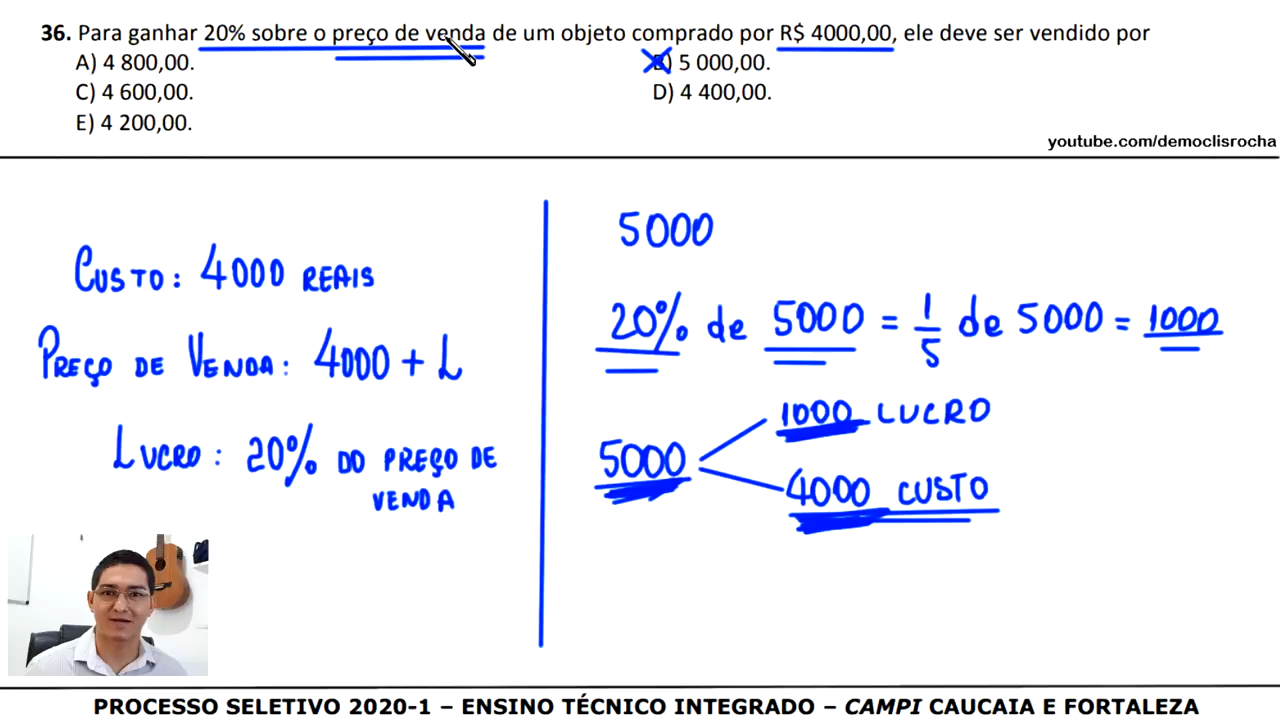 36. Para ganhar 20% sobre o preço de venda de um objeto comprado por R$ 4000,00, ele deve ser vendido por
A) 4 800,00.
B) 5 000,00.
C) 4 600,00.
D) 4 400,00.
E) 4 200,00.
youtube.com/democlisrocha
CUSTO: 4000 REAIS
PREÇO DE VENDA: 4000 + L
LUCRO: 20% DO PREÇO DE
VENDA
5000
20% de 5000 = 1/5 de 5000 = 1000
1000 LUCRO
5000
4000 CUSTO
PROCESSO SELETIVO 2020-1 – ENSINO TÉCNICO INTEGRADO – CAMPI CAUCAIA E FORTALEZA